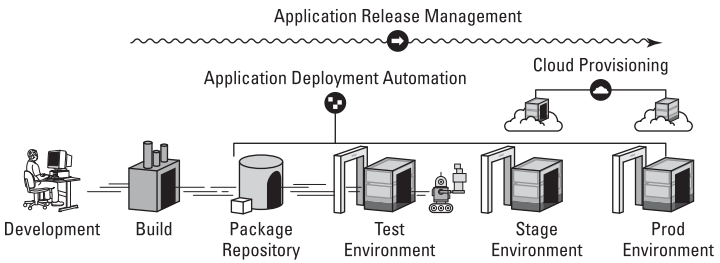 Application Release Management
Cloud Provisioning
Application Deployment Automation
Development
Build
Package
Repository
Test
Environment
Stage
Environment
Prod
Environment